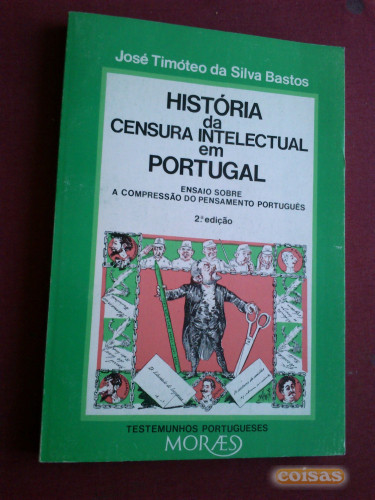 José Timóteo da Silva Bastos
HISTÓRIA
da
CENSURA INTELECTUAL
em
PORTUGAL
ENSAIO SOBRE
A COMPRESSÃO DO PENSAMENTO PORTUGUÊS
2.ª edição
TESTEMUNHOS PORTUGUESES
MORÆS
coisas